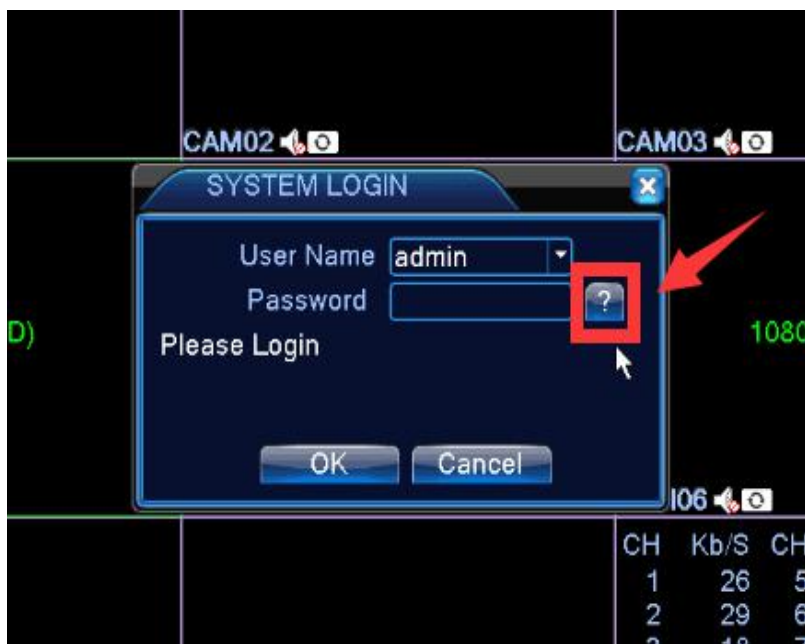 CAM02
CAM03
SYSTEM LOGIN
User Name admin
Password ?
D)
1080
Please Login
OK Cancel
I06
CH Kb/S CH
1 26 5
2 29 6